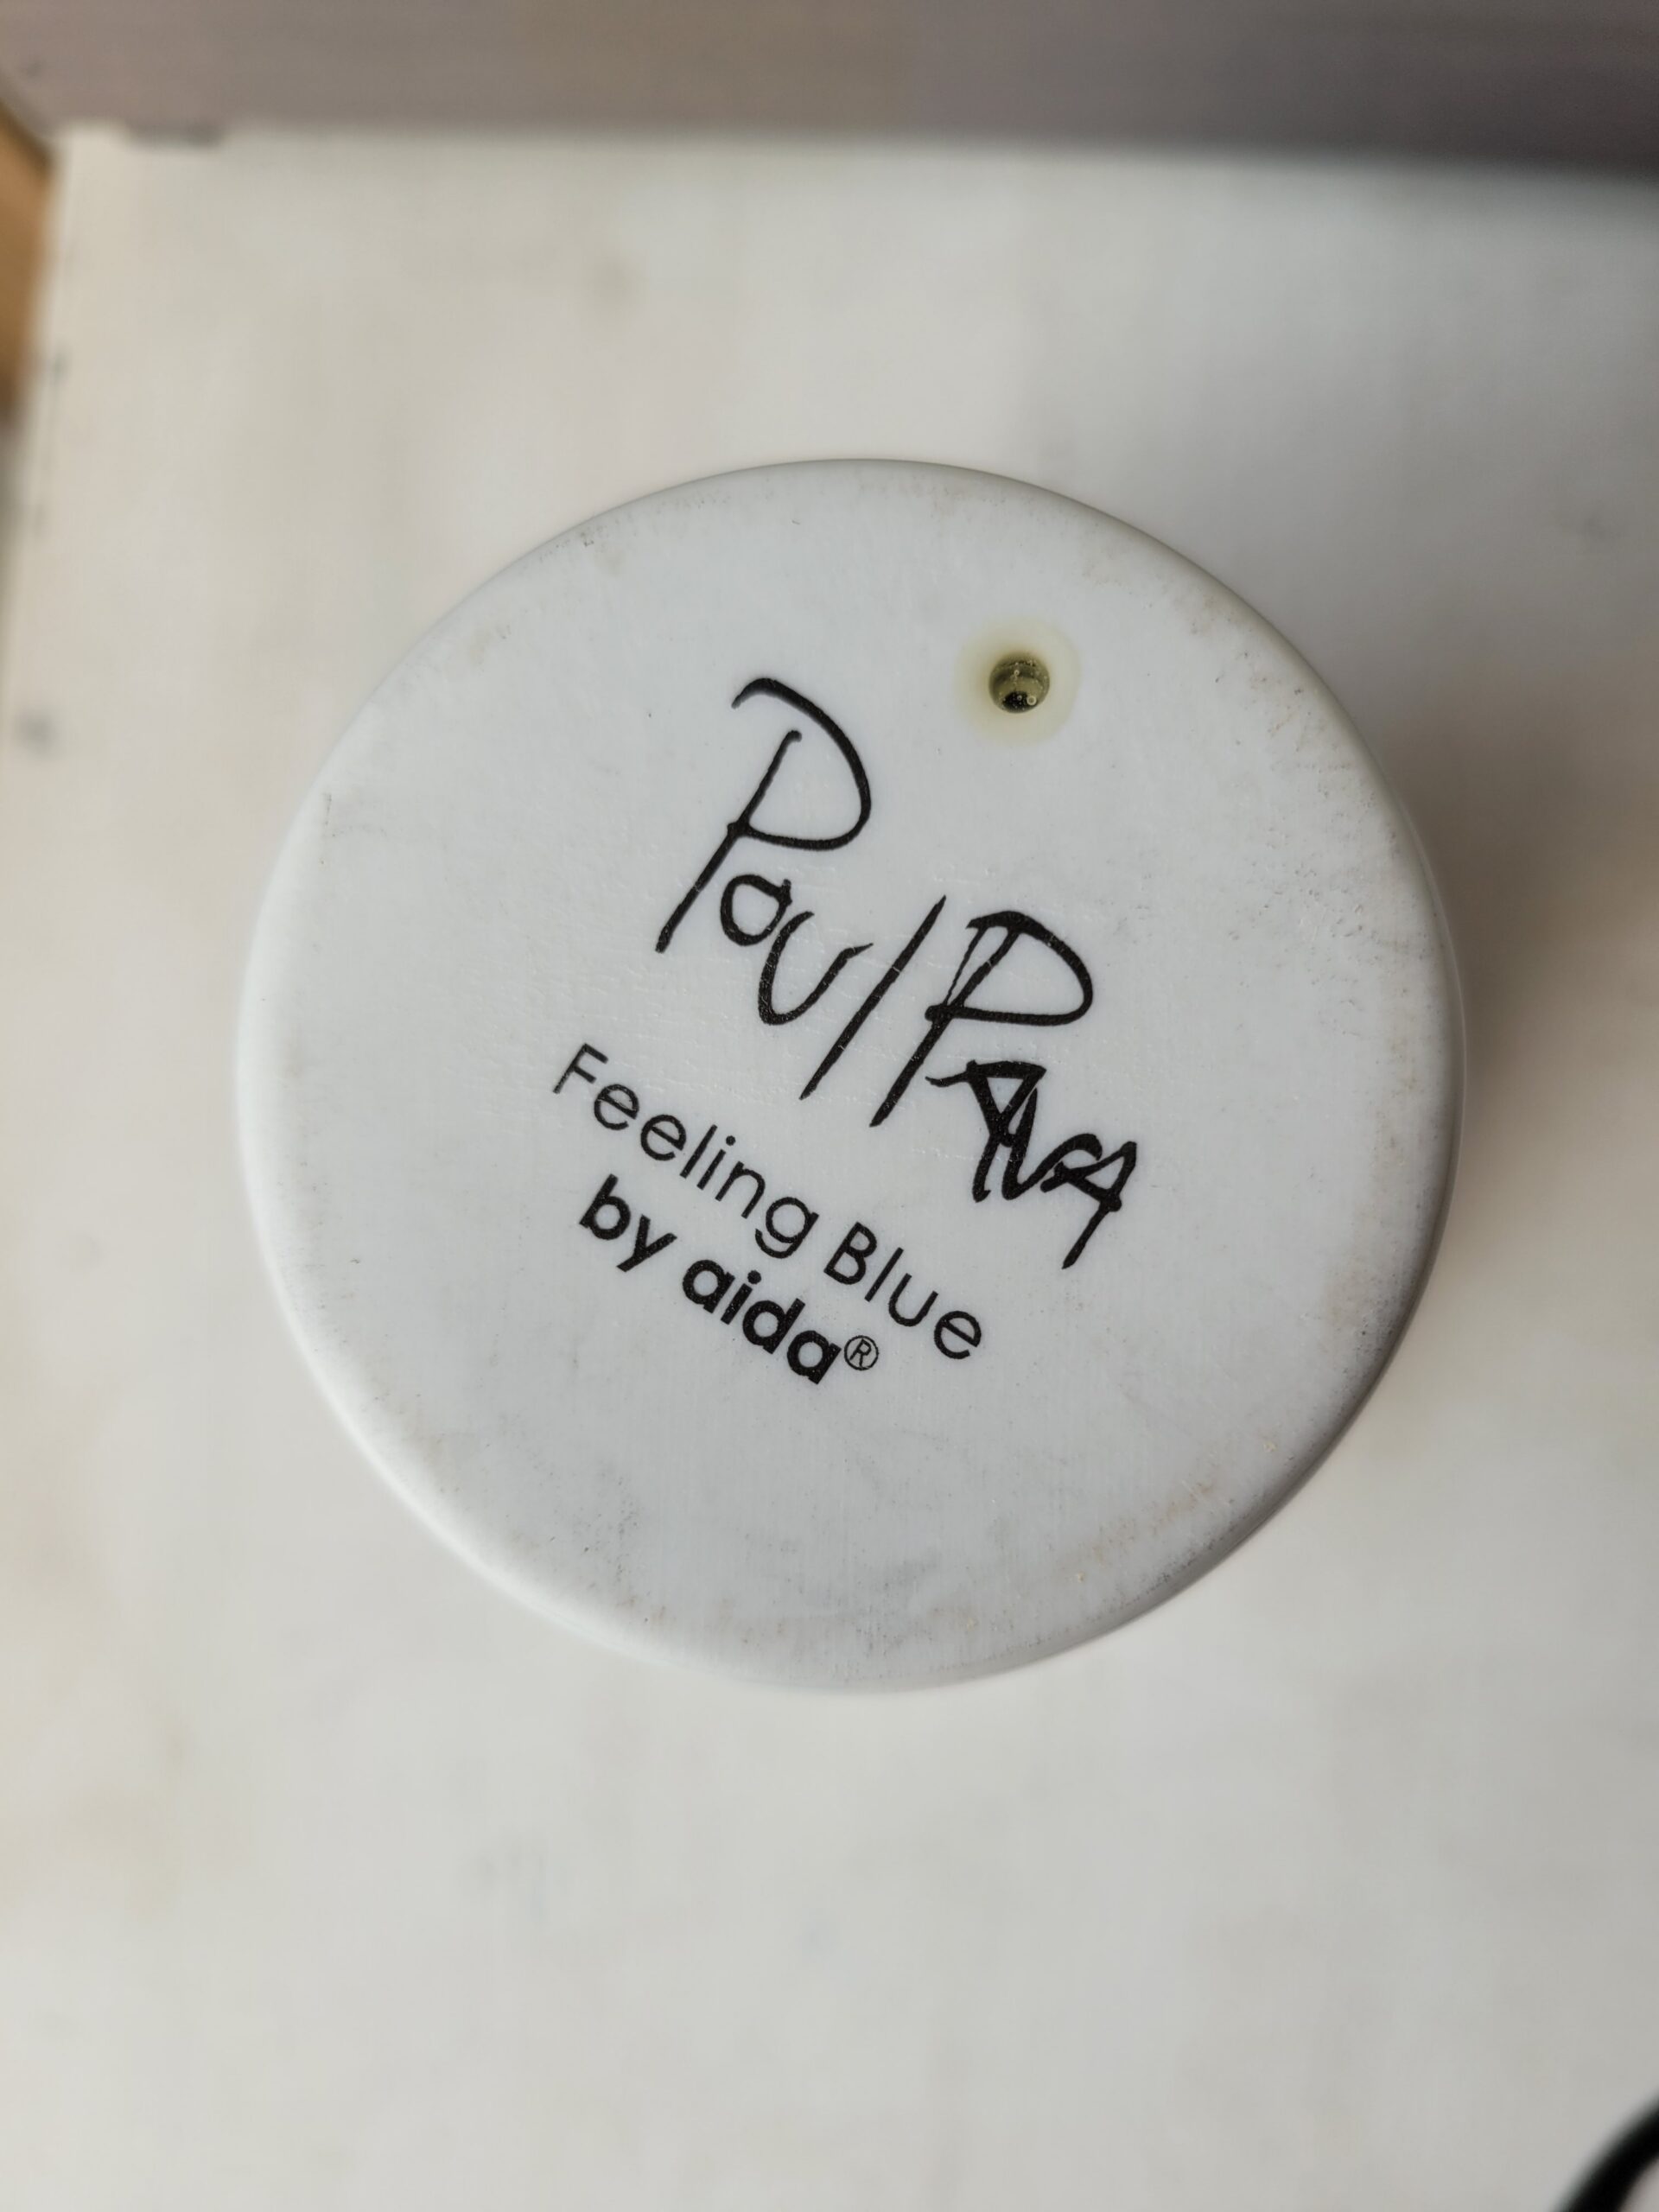 Poul Pava
Feeling Blue
by aida®